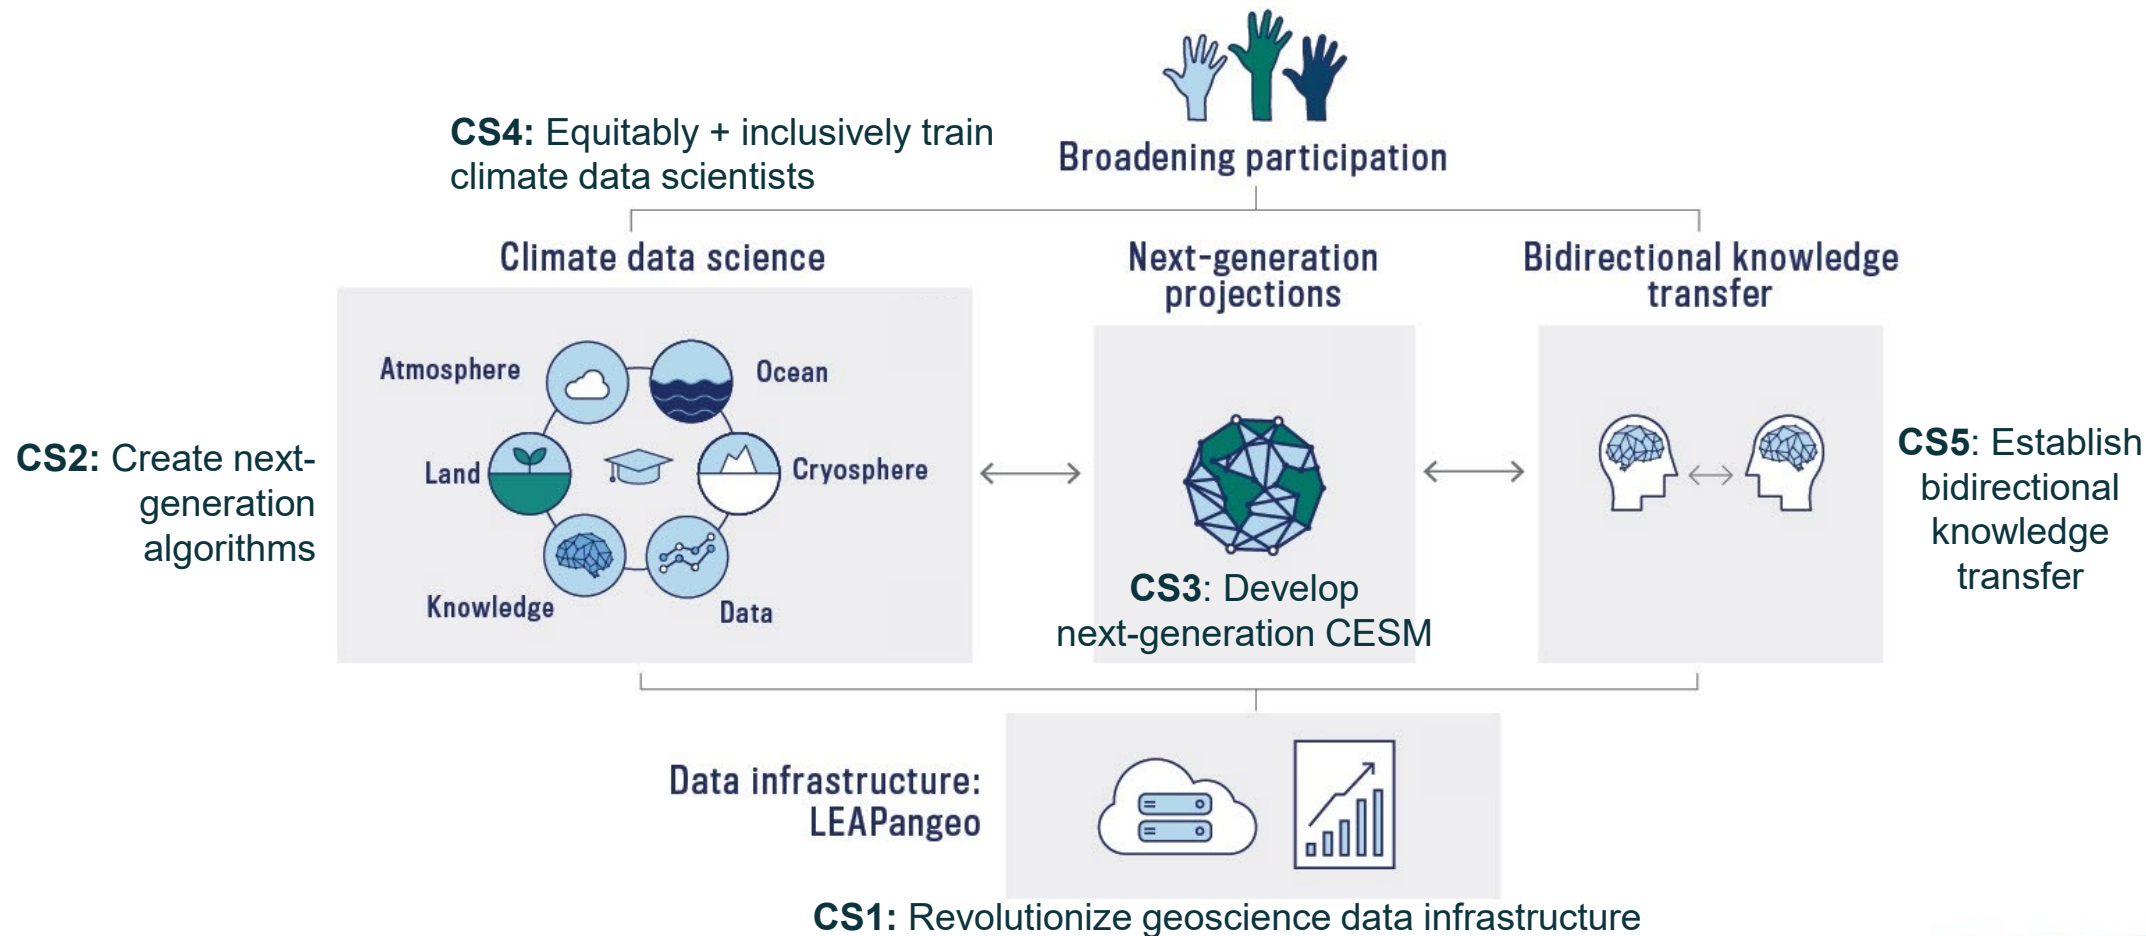 Broadening participation
CS4: Equitably + inclusively train
climate data scientists
Climate data science
Next-generation
projections
Bidirectional knowledge
transfer
Atmosphere
Ocean
Land
Cryosphere
Knowledge
Data
CS2: Create next-
generation
algorithms
CS3: Develop
next-generation CESM
CS5: Establish
bidirectional
knowledge
transfer
Data infrastructure:
LEAPangeo
CS1: Revolutionize geoscience data infrastructure